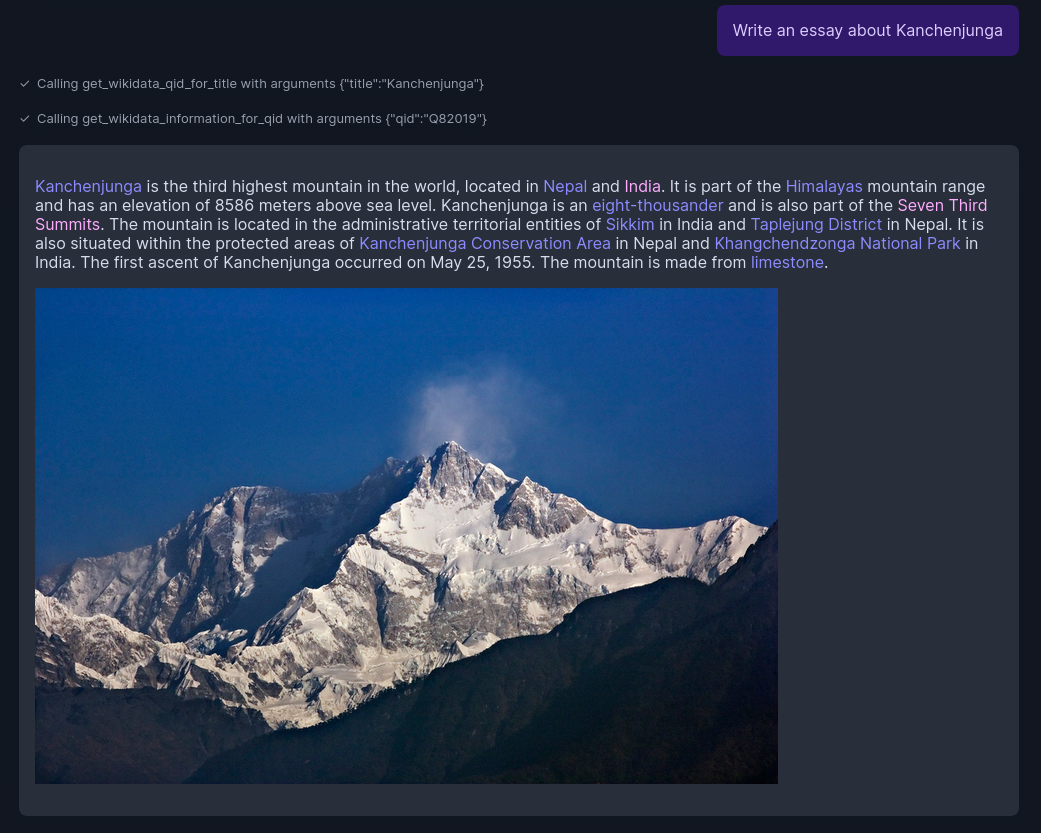 Write an essay about Kanchenjunga
✓ Calling get_wikidata_qid_for_title with arguments {"title":"Kanchenjunga"}
✓ Calling get_wikidata_information_for_qid with arguments {"qid":"Q82019"}
Kanchenjunga is the third highest mountain in the world, located in Nepal and India. It is part of the Himalayas mountain range
and has an elevation of 8586 meters above sea level. Kanchenjunga is an eight-thousander and is also part of the Seven Third
Summits. The mountain is located in the administrative territorial entities of Sikkim in India and Taplejung District in Nepal. It is
also situated within the protected areas of Kanchenjunga Conservation Area in Nepal and Khangchendzonga National Park in
India. The first ascent of Kanchenjunga occurred on May 25, 1955. The mountain is made from limestone.